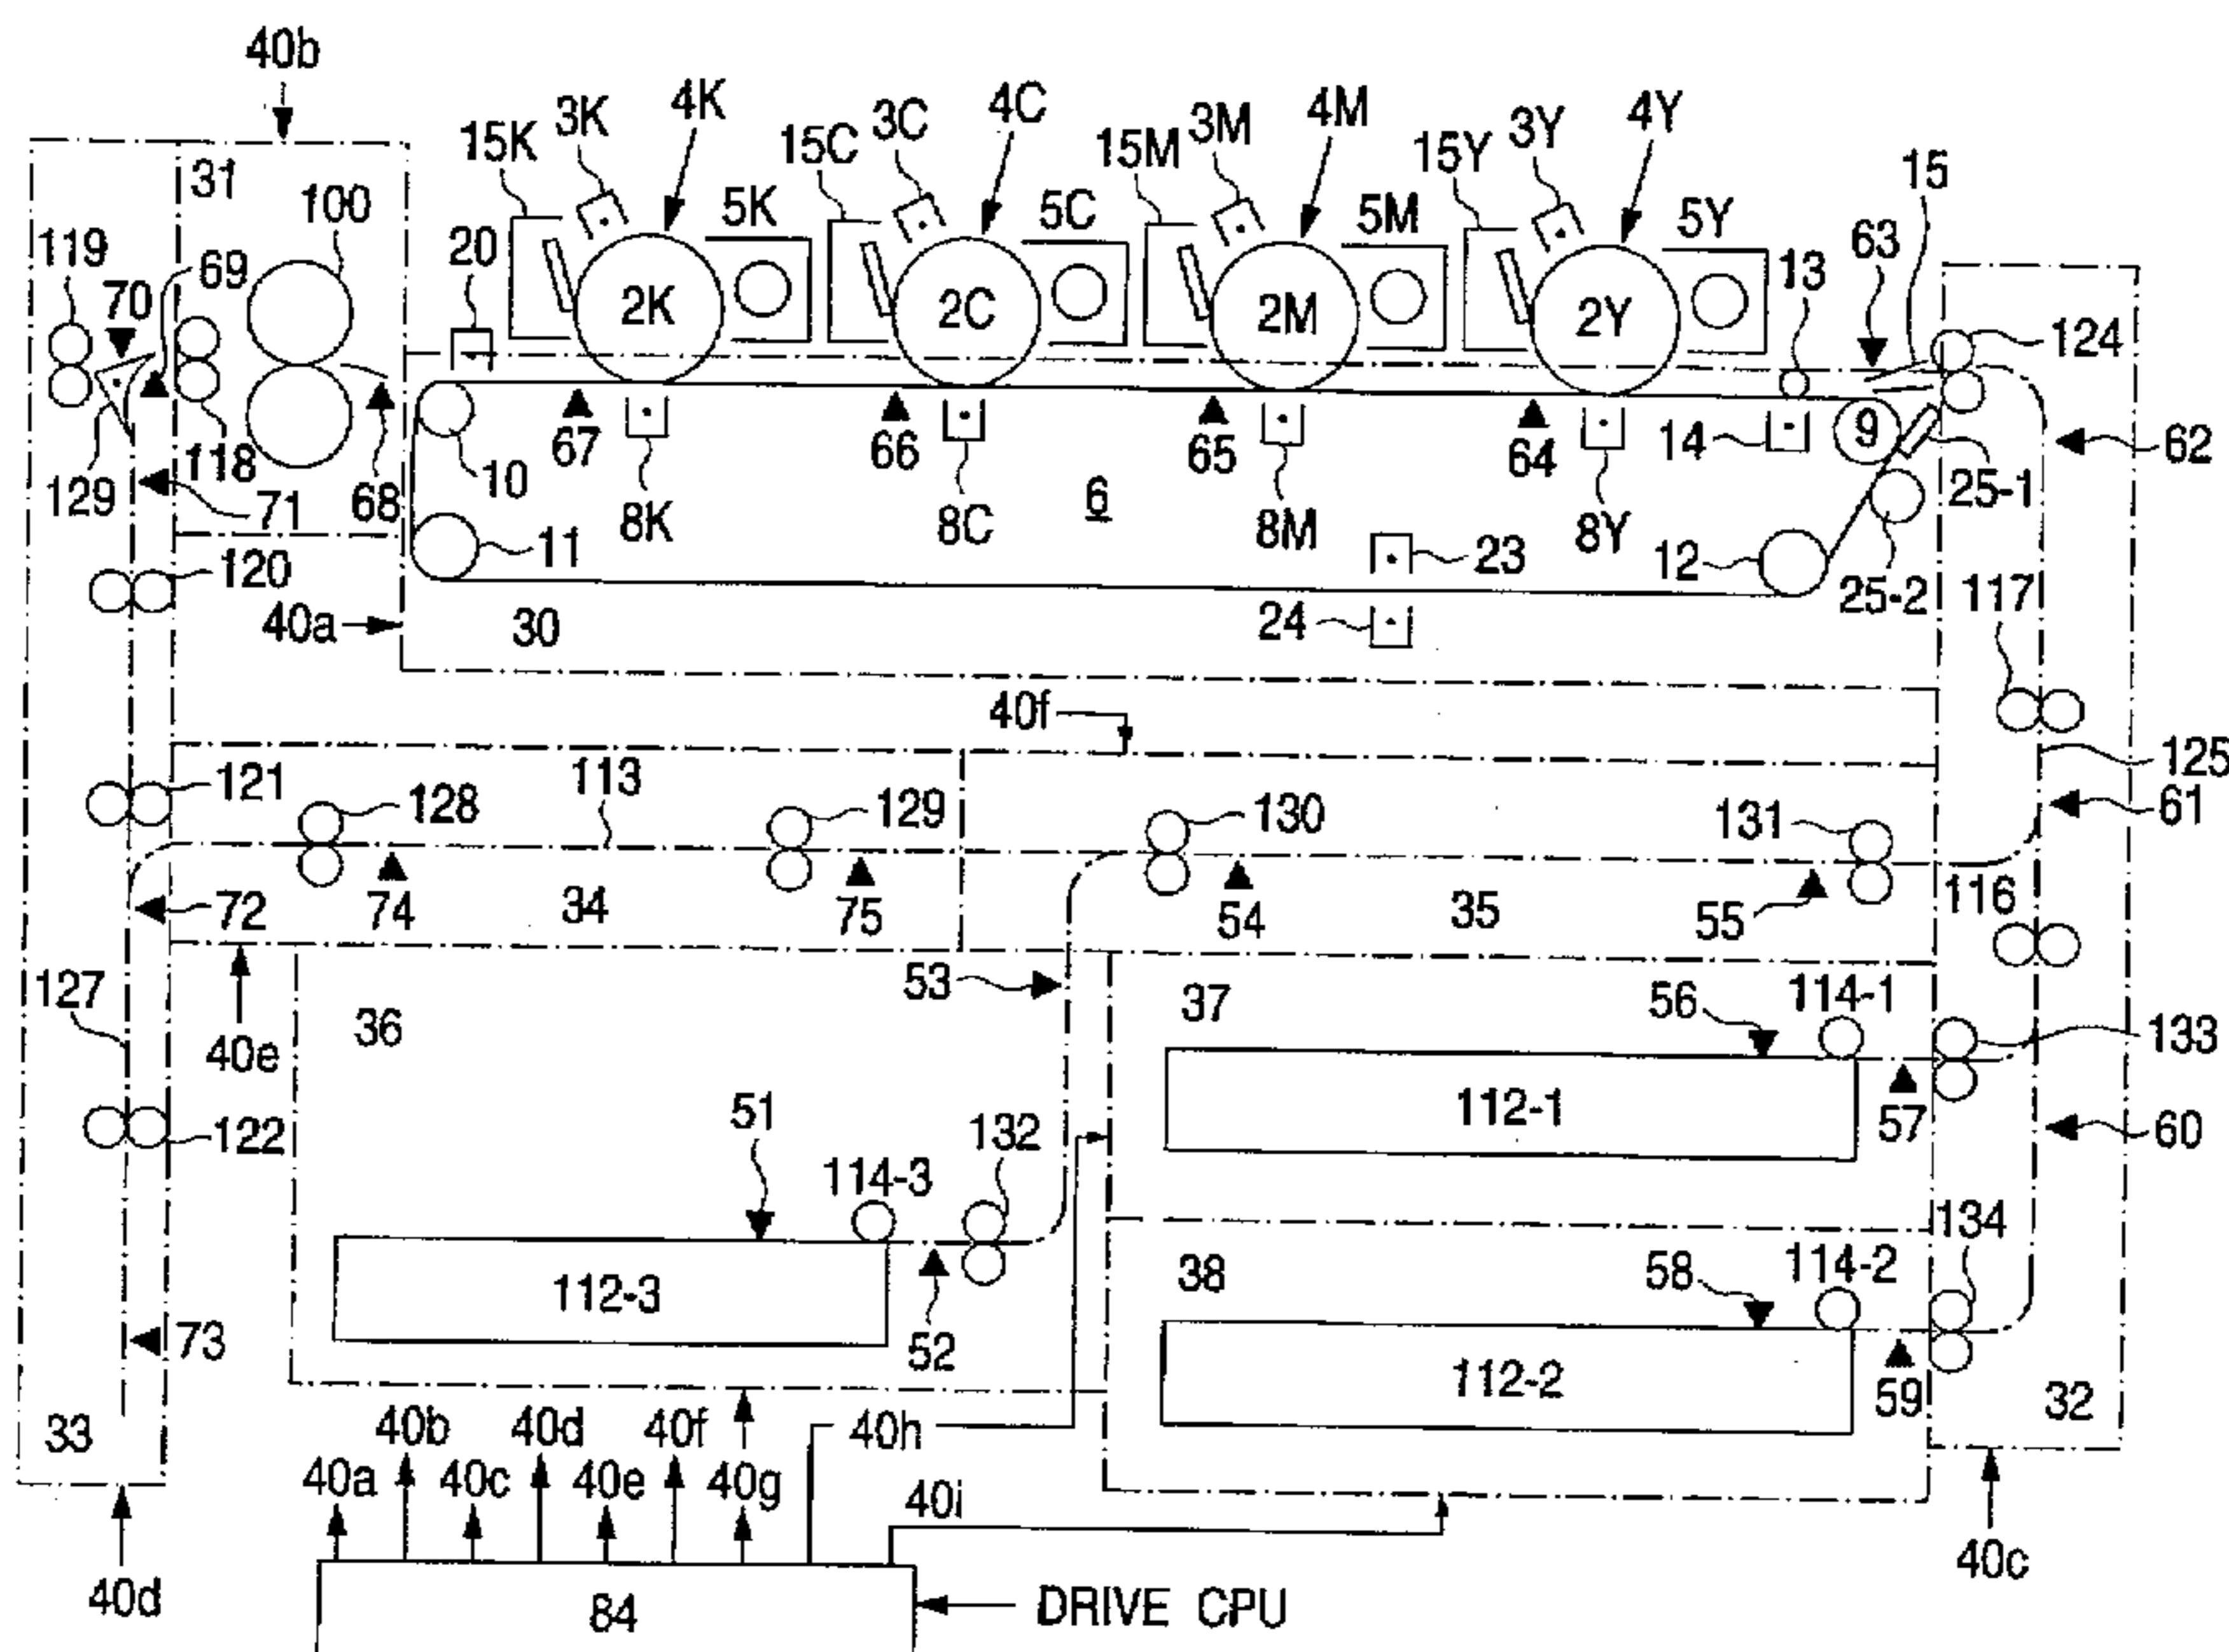 40b
3K 4K 3C 4C 3M 4M 3Y 4Y
15K 15C 15M 15Y 15
31 100 5K 5C 5M 5Y 63
119 69 20 13
70 2K 2C 2M 2Y 124
129 118 68 10 67 66 65 64 14 9 62
71 8K 8C 6 8M 8Y 25-1
11 23 12
120 25-2 117
40a 30 24
40f
113 125
121 128 129 130 131 61
72 74 34 75 54 35 55 116
127 53 37 56 114-1
36 133
40e 112-1
51 57
122 114-3 132 60
134
38 58 114-2
112-3
73 52 112-2
59 32
33 40b 40d 40f 40h
40a 40c 40e 40g
40i
40c
40d
84 DRIVE CPU